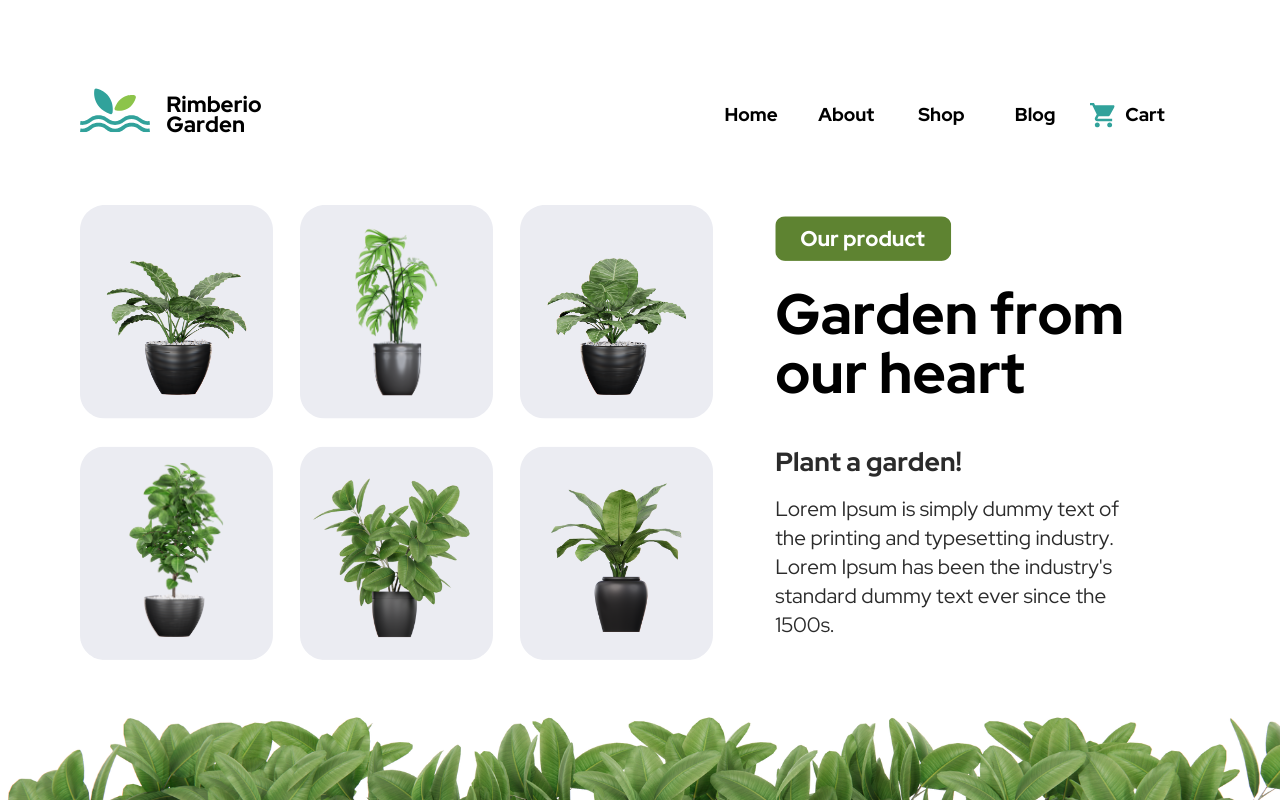 Rimberio
Garden
Home About Shop Blog Cart
Our product
Garden from
our heart
Plant a garden!
Lorem Ipsum is simply dummy text of
the printing and typesetting industry.
Lorem Ipsum has been the industry's
standard dummy text ever since the
1500s.